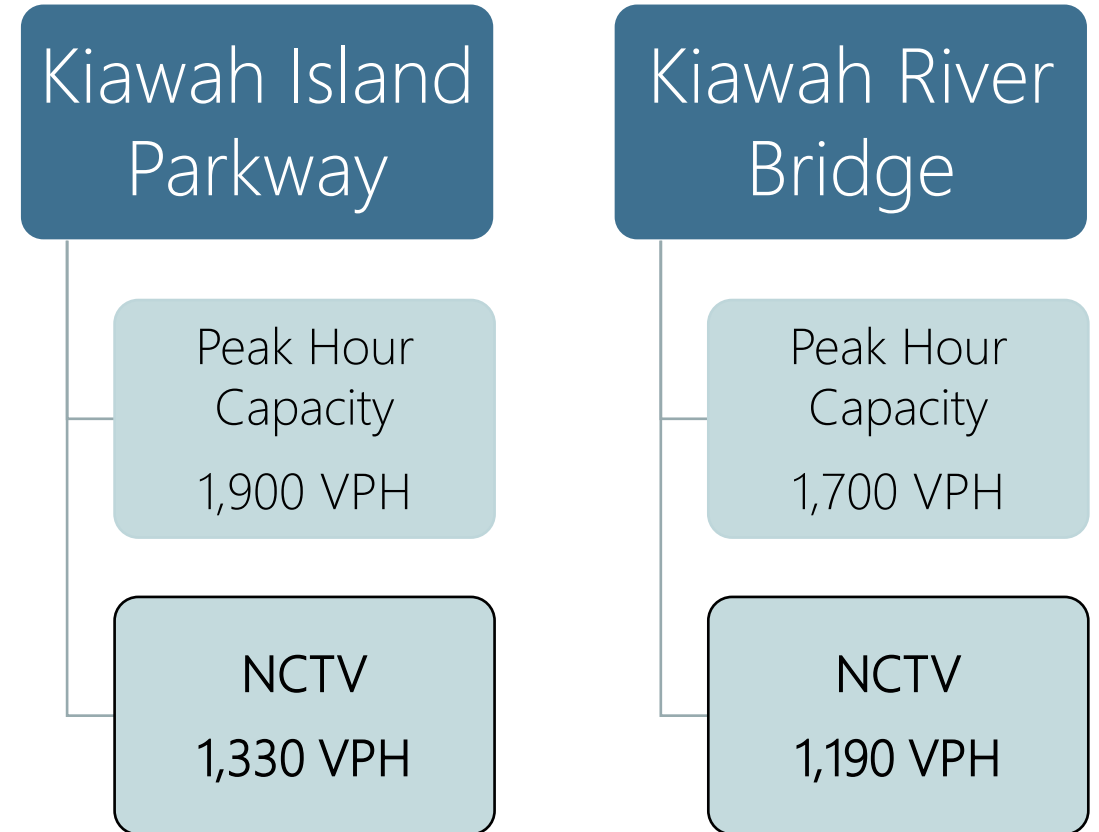 Kiawah Island
Parkway
Peak Hour
Capacity
1,900 VPH
NCTV
1,330 VPH
Kiawah River
Bridge
Peak Hour
Capacity
1,700 VPH
NCTV
1,190 VPH